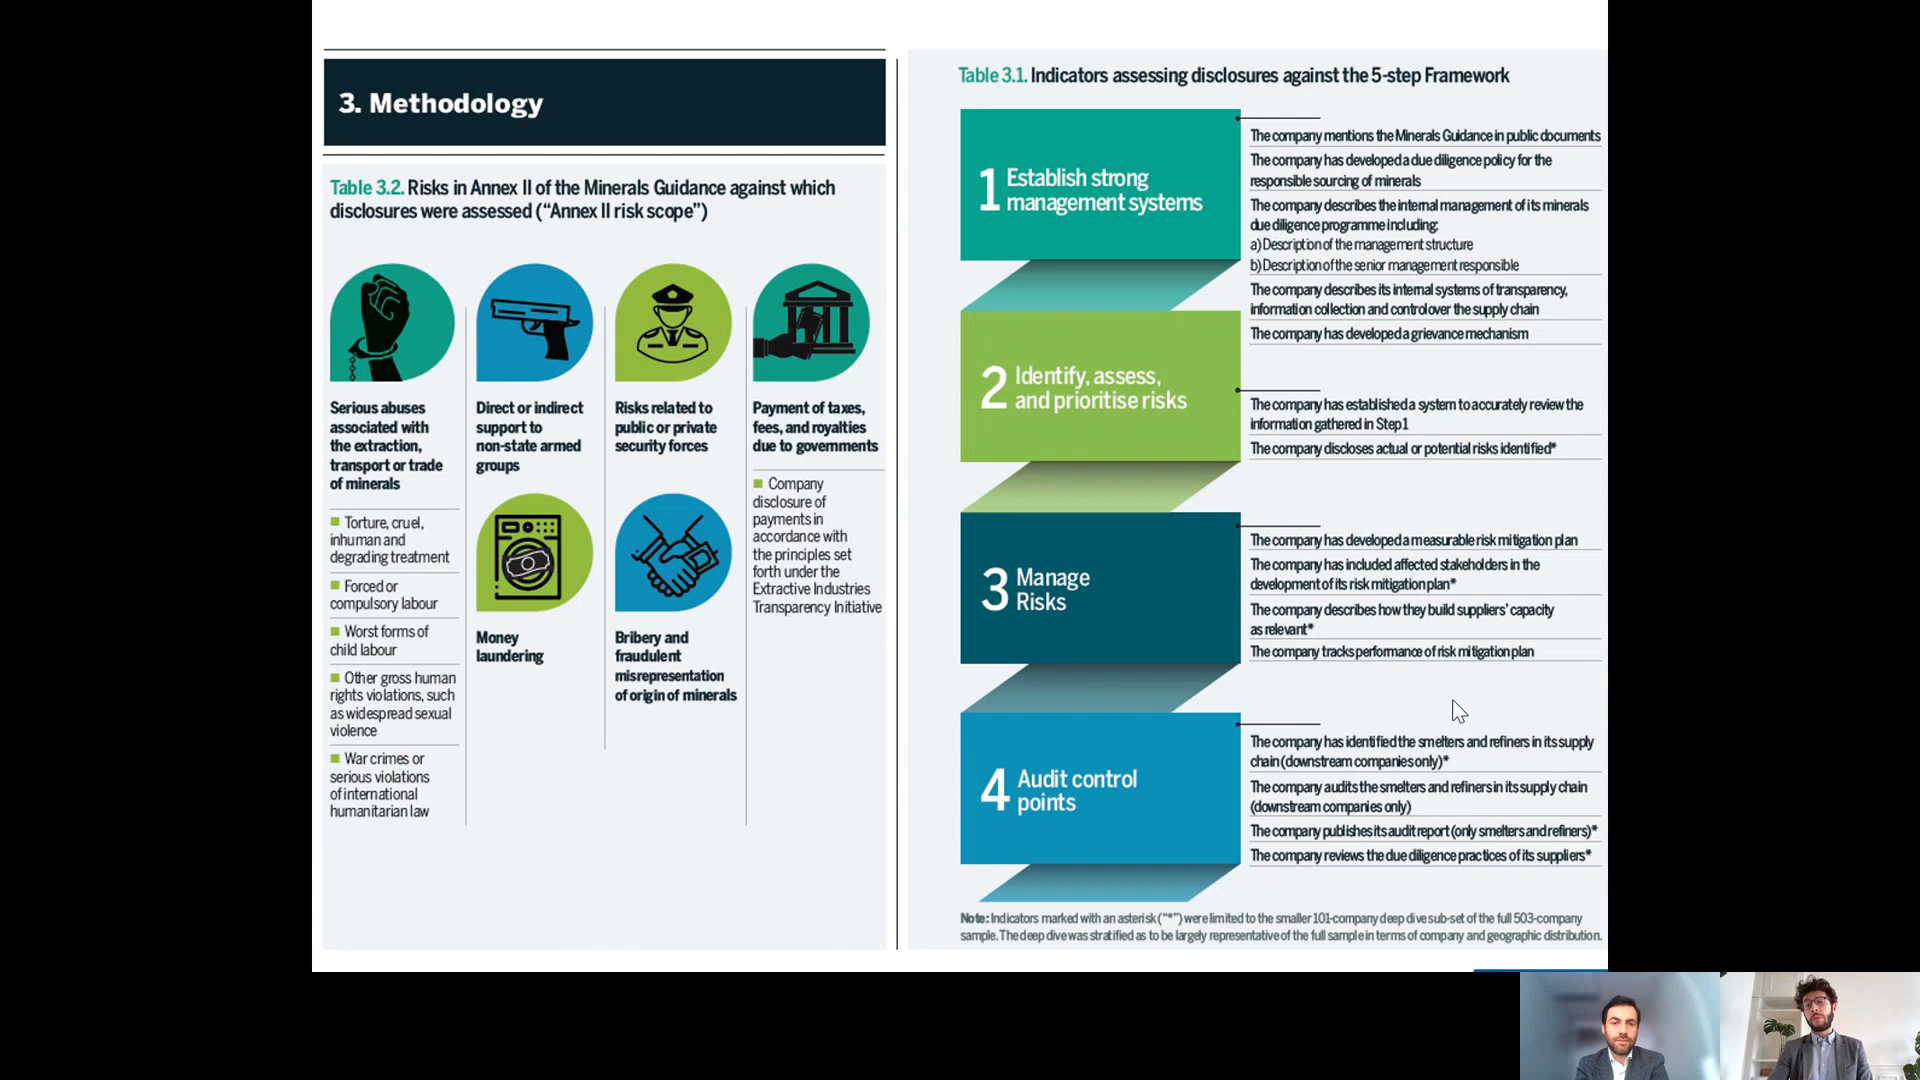 3. Methodology
Table 3.2. Risks in Annex II of the Minerals Guidance against which
disclosures were assessed (“Annex II risk scope”)
Serious abuses
associated with
the extraction,
transport or trade
of minerals
Torture, cruel,
inhuman and
degrading treatment
Forced or
compulsory labour
Worst forms of
child labour
Other gross human
rights violations, such
as widespread sexual
violence
War crimes or
serious violations
of international
humanitarian law
Direct or indirect
support to
non-state armed
groups
Money
laundering
Risks related to
public or private
security forces
Bribery and
fraudulent
misrepresentation
of origin of minerals
Payment of taxes,
fees, and royalties
due to governments
Company
disclosure of
payments in
accordance with
the principles set
forth under the
Extractive Industries
Transparency Initiative
Table 3.1. Indicators assessing disclosures against the 5-step Framework
1 Establish strong
management systems
The company mentions the Minerals Guidance in public documents
The company has developed a due diligence policy for the
responsible sourcing of minerals
The company describes the internal management of its minerals
due diligence programme including:
a) Description of the management structure
b) Description of the senior management responsible
The company describes its internal systems of transparency,
information collection and control over the supply chain
The company has developed a grievance mechanism
2 Identify, assess,
and prioritise risks
The company has established a system to accurately review the
information gathered in Step 1
The company discloses actual or potential risks identified*
3 Manage
Risks
The company has developed a measurable risk mitigation plan
The company has included affected stakeholders in the
development of its risk mitigation plan*
The company describes how they build suppliers’ capacity
as relevant*
The company tracks performance of risk mitigation plan
4 Audit control
points
The company has identified the smelters and refiners in its supply
chain (downstream companies only)*
The company audits the smelters and refiners in its supply chain
(downstream companies only)
The company publishes its audit report (only smelters and refiners)*
The company reviews the due diligence practices of its suppliers*
Note: Indicators marked with an asterisk (“*”) were limited to the smaller 101-company deep dive sub-set of the full 503-company
sample. The deep dive was stratified as to be largely representative of the full sample in terms of company and geographic distribution.